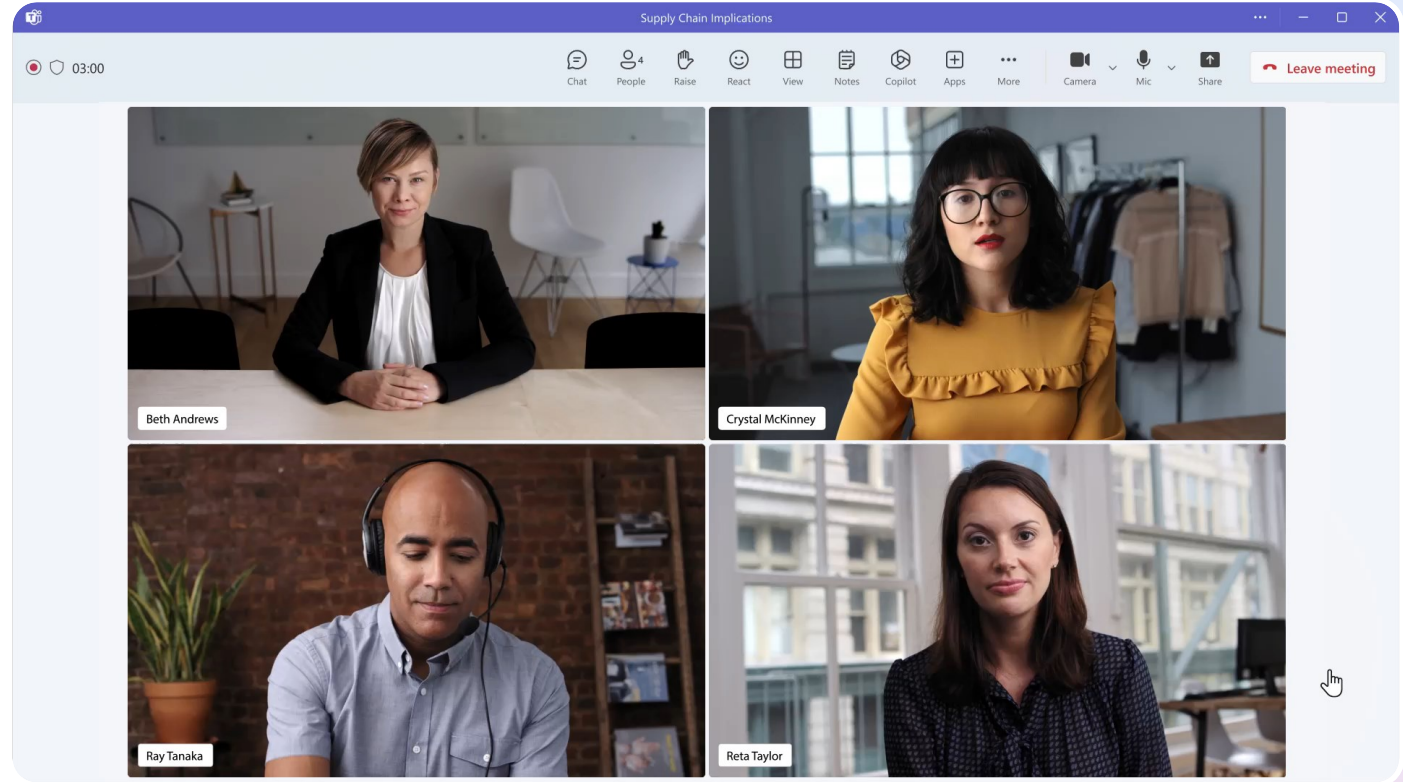 Supply Chain Implications
03:00
Chat
People
4
Raise
React
View
Notes
Copilot
Apps
More
Camera
Mic
Share
Leave meeting
Beth Andrews
Crystal McKinney
Ray Tanaka
Reta Taylor